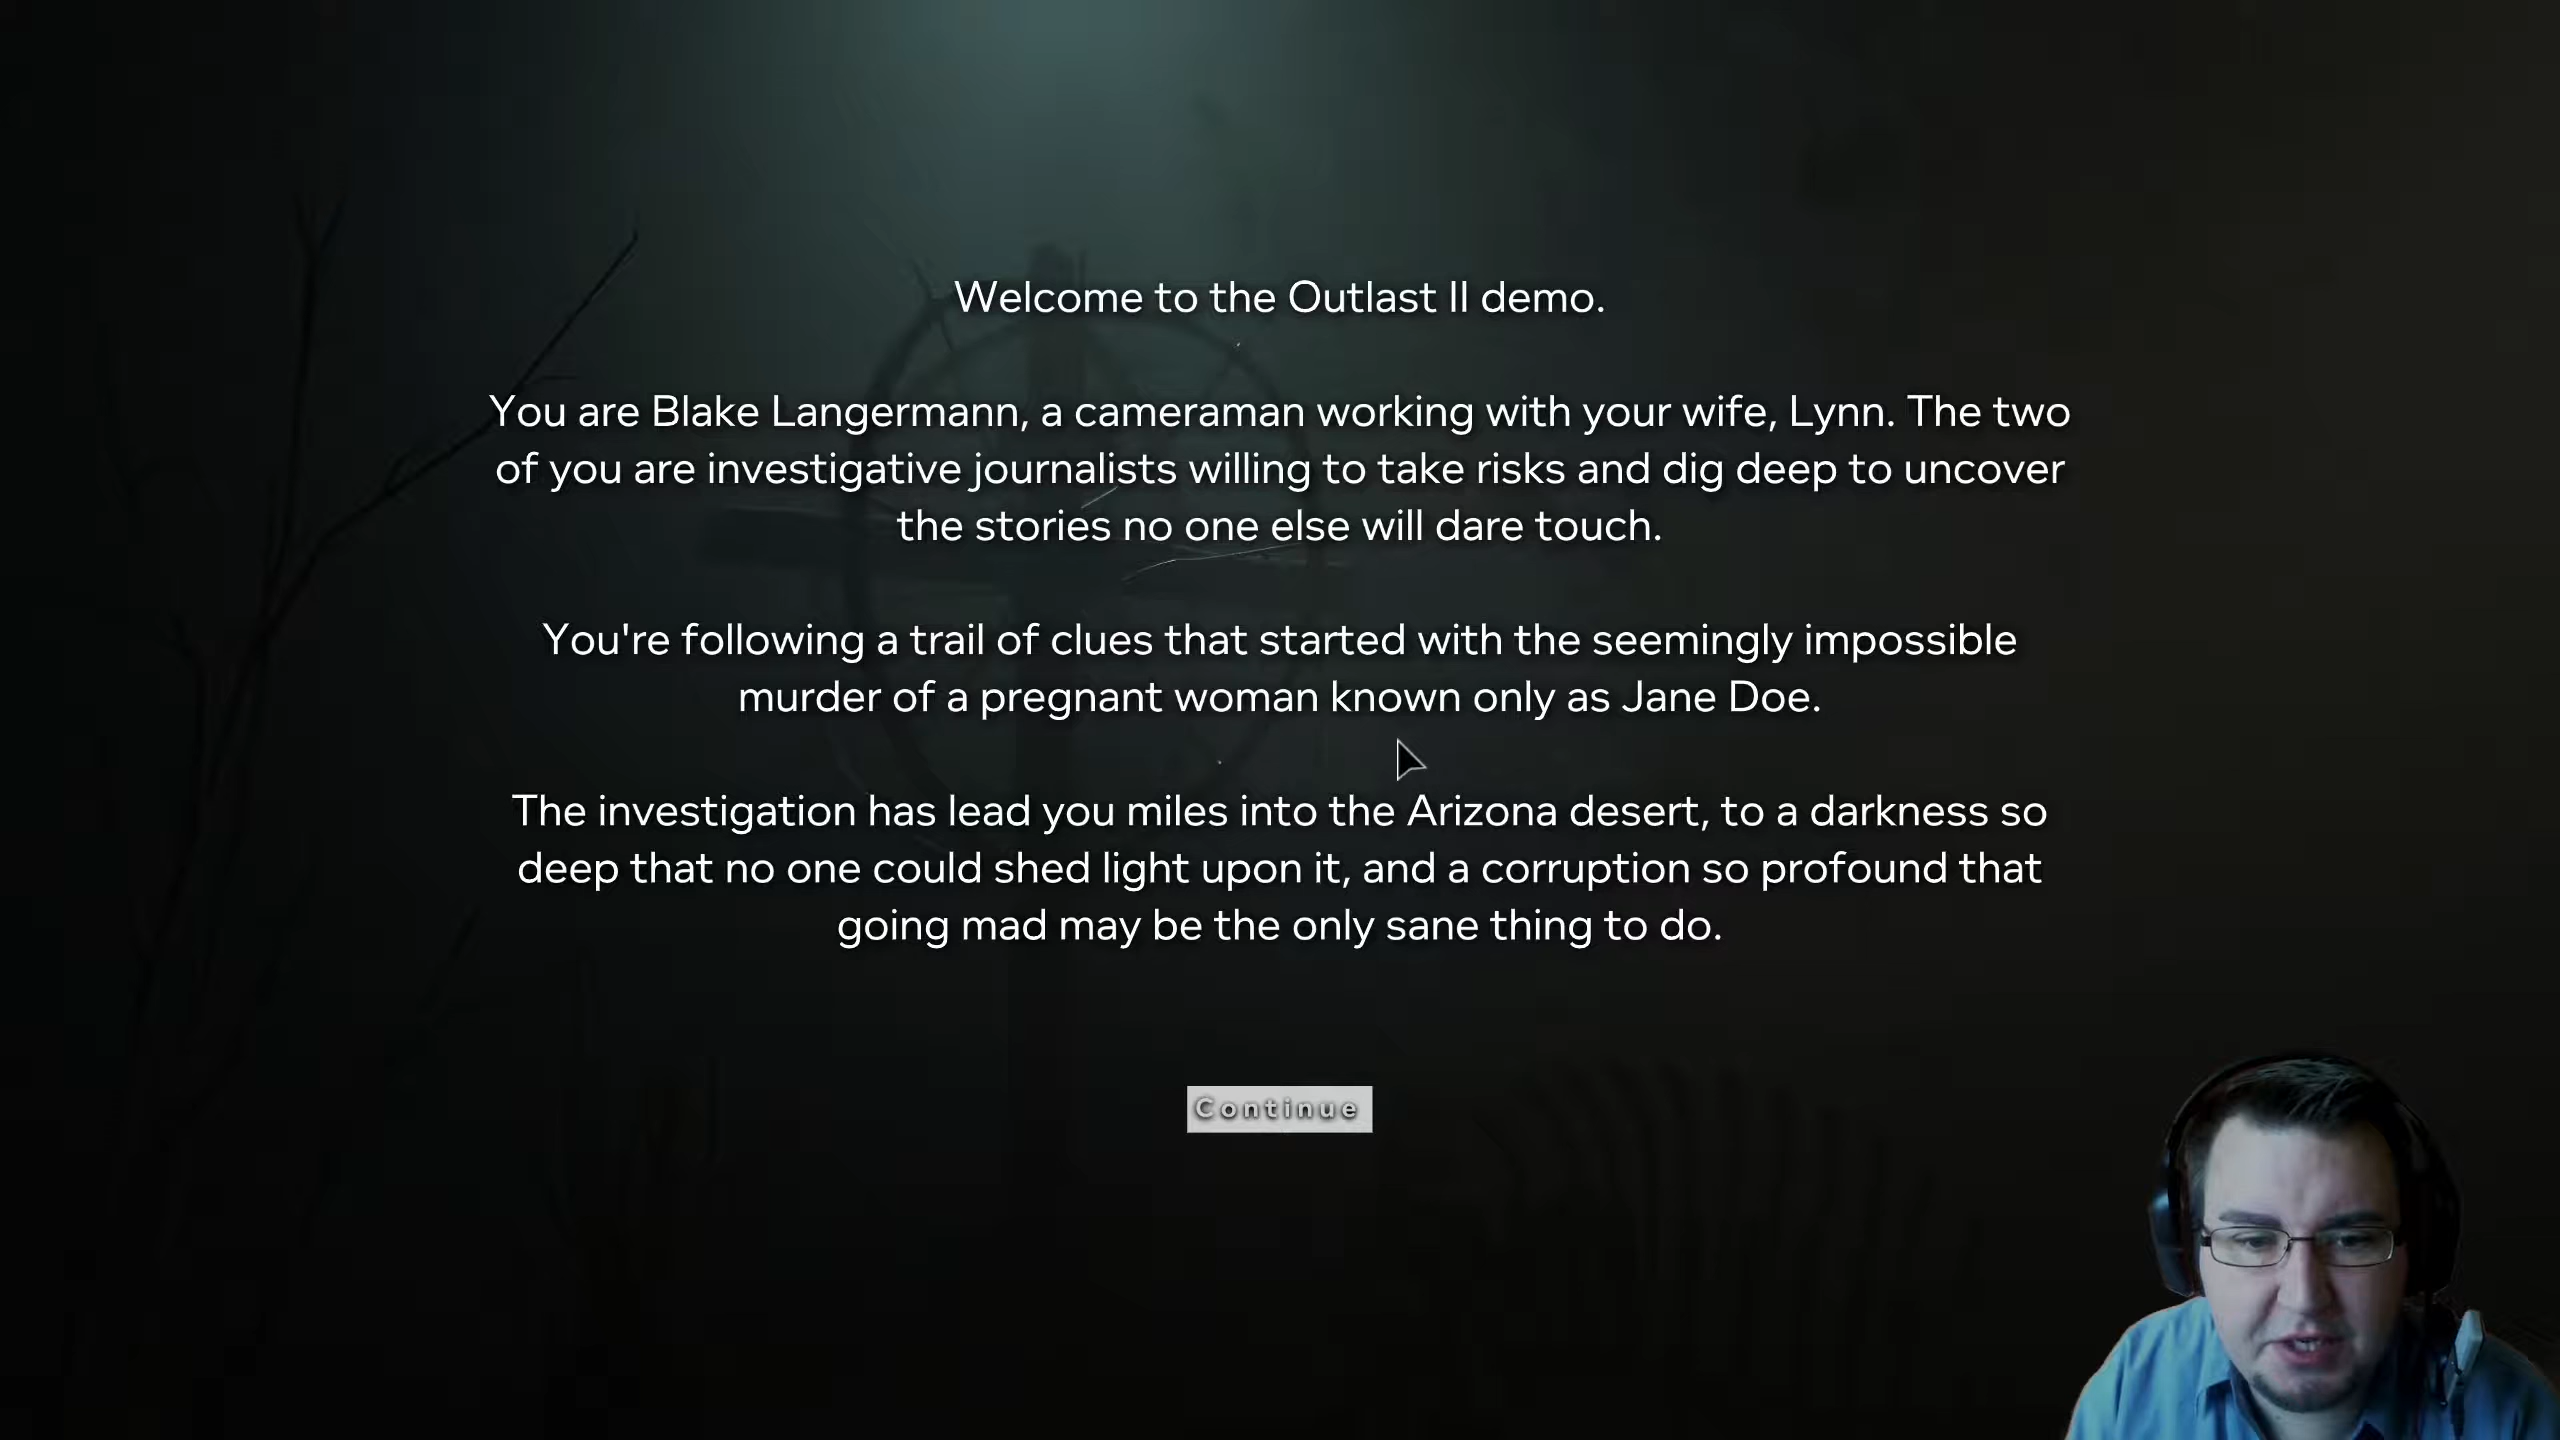 Welcome to the Outlast II demo.
You are Blake Langermann, a cameraman working with your wife, Lynn. The two
of you are investigative journalists willing to take risks and dig deep to uncover
the stories no one else will dare touch.
You're following a trail of clues that started with the seemingly impossible
murder of a pregnant woman known only as Jane Doe.
The investigation has lead you miles into the Arizona desert, to a darkness so
deep that no one could shed light upon it, and a corruption so profound that
going mad may be the only sane thing to do.
Continue